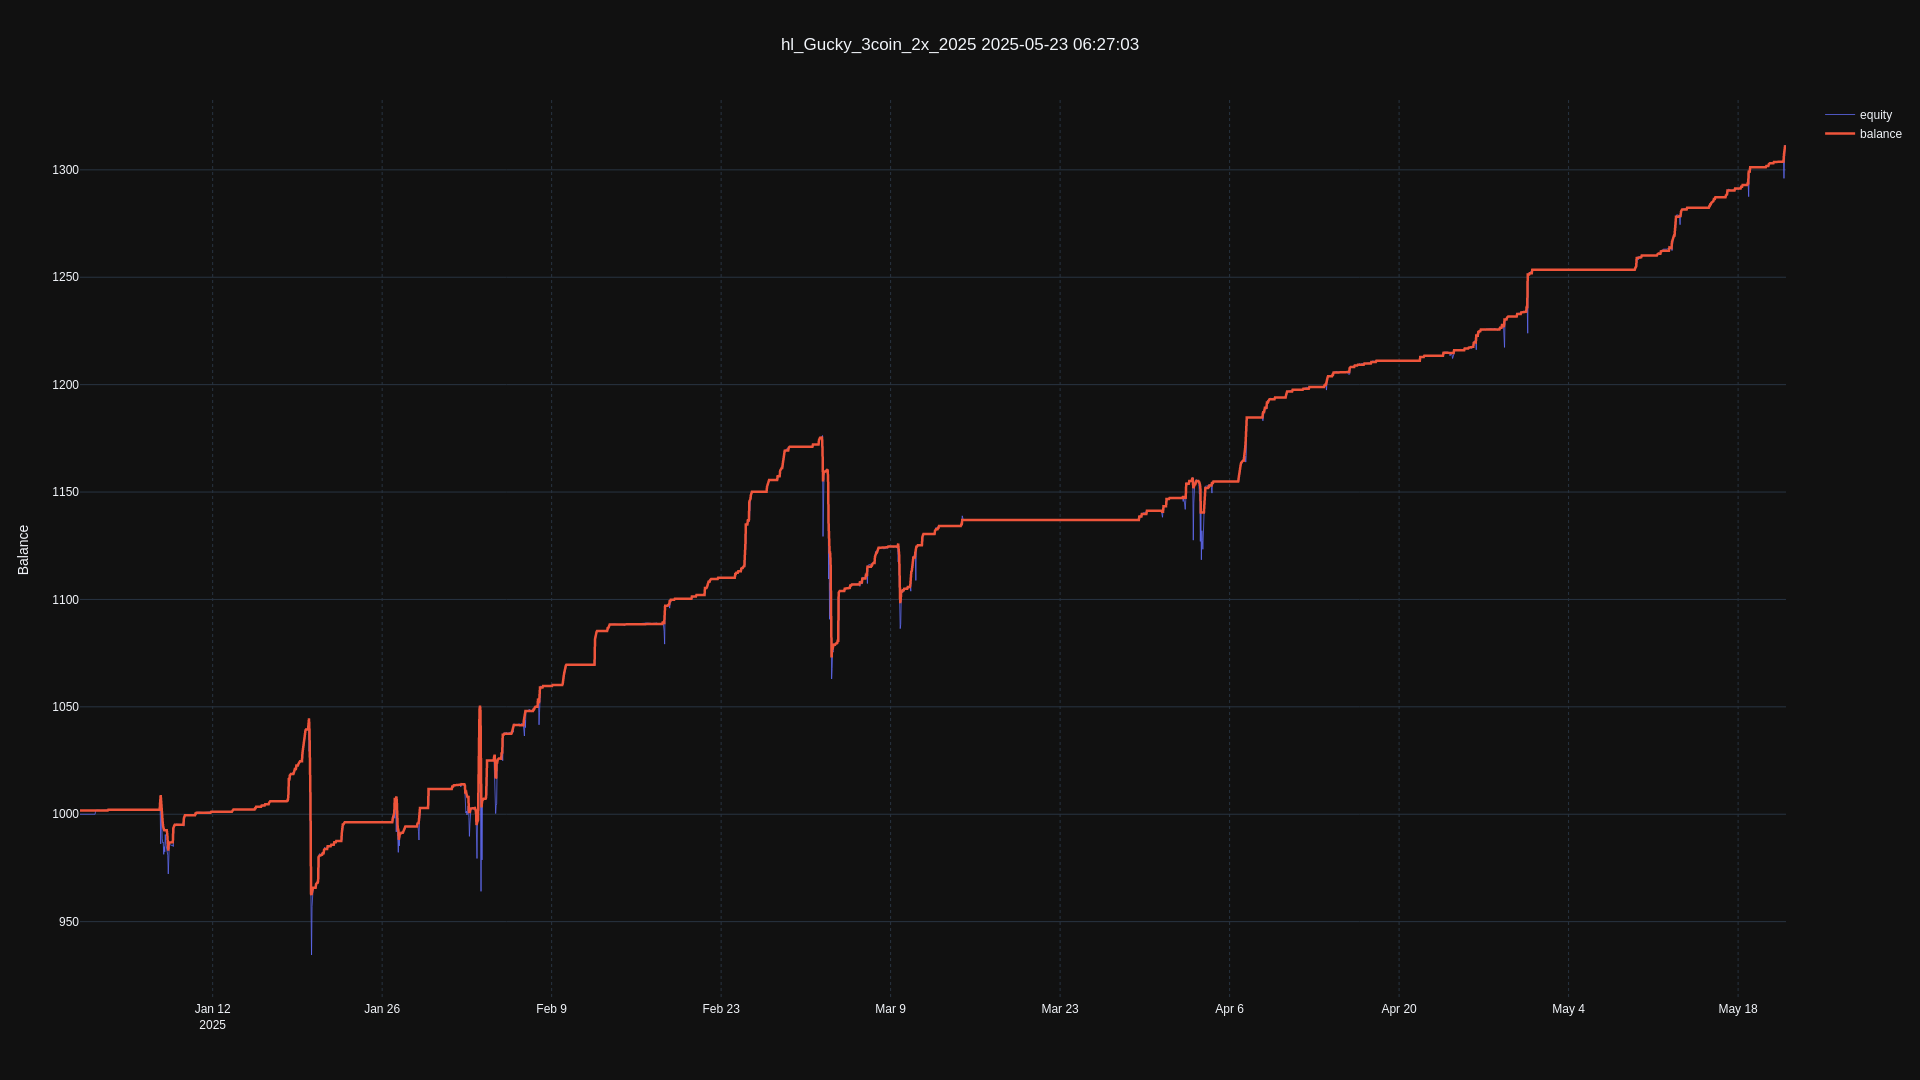 hl_Gucky_3coin_2x_2025 2025-05-23 06:27:03
equity
balance
1300
1250
1200
1150
1100
1050
1000
950
Balance
Jan 12
2025
Jan 26
Feb 9
Feb 23
Mar 9
Mar 23
Apr 6
Apr 20
May 4
May 18